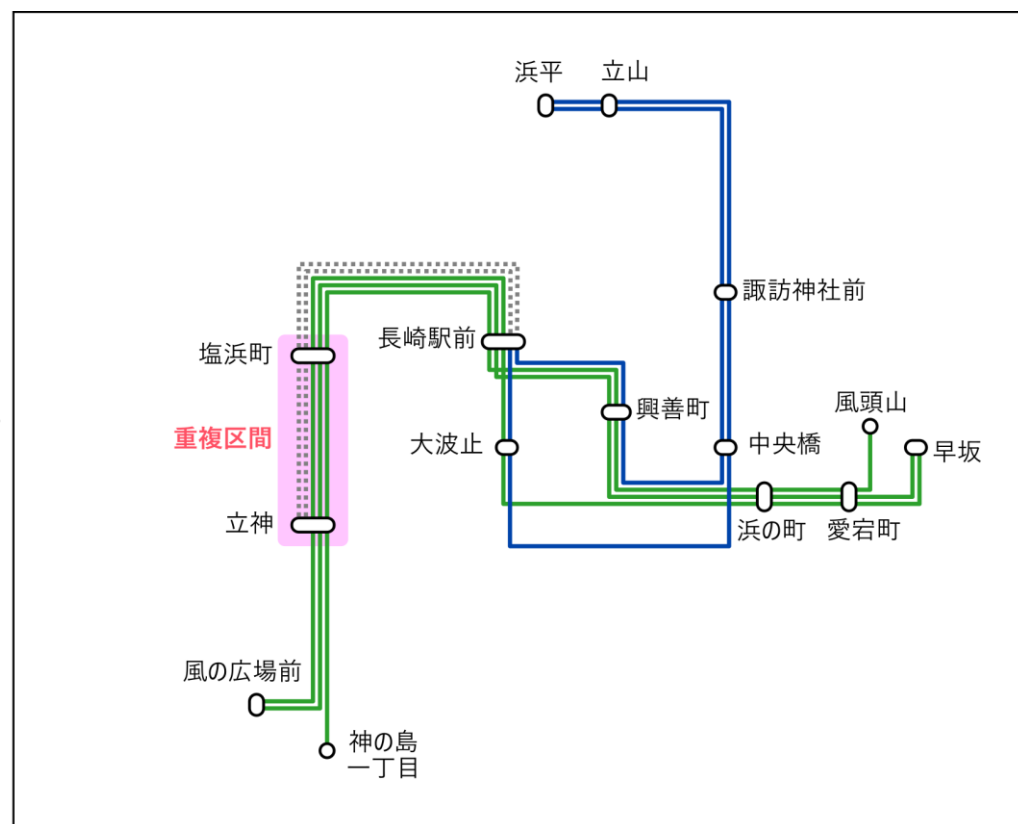 浜平
立山
諏訪神社前
長崎駅前
塩浜町
風頭山
興善町
重複区間
大波止
中央橋
早坂
立神
浜の町
愛宕町
風の広場前
神の島
一丁目